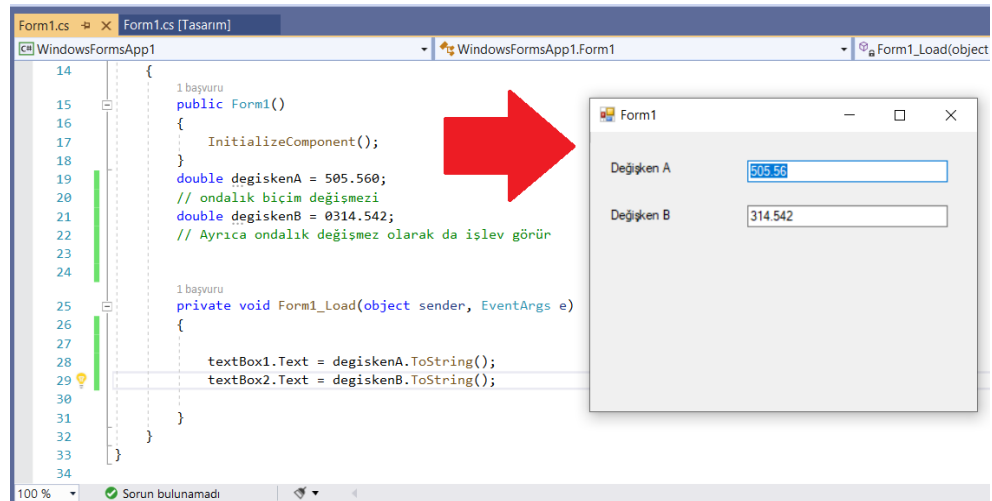 Form1.cs Form1.cs [Tasarım]
C# WindowsFormsApp1 WindowsFormsApp1.Form1 Form1_Load(object
14 {
1 başvuru
15 public Form1()
16 {
17 InitializeComponent();
18 }
19 double degiskenA = 505.560;
20 // ondalık biçim değişmezi
21 double degiskenB = 0314.542;
22 // Ayrıca ondalık değişmez olarak da işlev görür
23
24
1 başvuru
25 private void Form1_Load(object sender, EventArgs e)
26 {
27
28 textBox1.Text = degiskenA.ToString();
29 textBox2.Text = degiskenB.ToString();
30
31 }
32 }
33 }
34
100 % Sorun bulunamadı
Form1
Değişken A 505.56
Değişken B 314.542